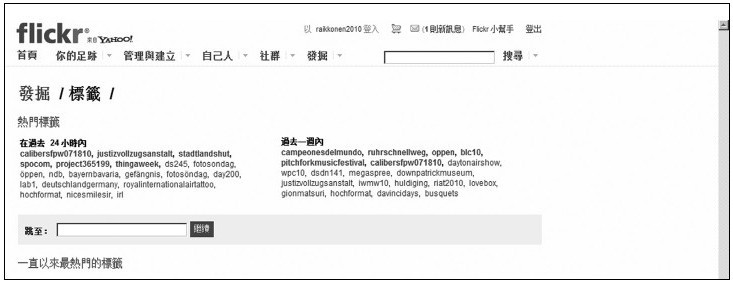 flickr® 來自 YAHOO!
以 raikkonen2010 登入 (1則新訊息) Flickr 小幫手 登出
首頁 你的足跡 管理與建立 自己人 社群 發掘 搜尋
發掘 / 標籤 /
熱門標籤
在過去 24 小時內
calibersfpw071810, justizvollzugsanstalt, stadtlandshut,
spocom, project365199, thingaweek, ds245, fotosondag,
öppen, ndb, bayernbavaria, gefängnis, fotosöndag, day200,
lab1, deutschlandgermany, royalinternationalairtattoo,
hochformat, nicesmilesir, irl
過去一週內
campeonesdelmundo, ruhrschnellweg, oppen, blc10,
pitchforkmusicfestival, calibersfpw071810, daytonairshow,
wpc10, dsdn141, megaspree, downpatrickmuseum,
justizvollzugsanstalt, iwmw10, huldiging, riat2010, lovebox,
gionmatsuri, hochformat, davincidays, busquets
跳至： 繼續
一直以來最熱門的標籤